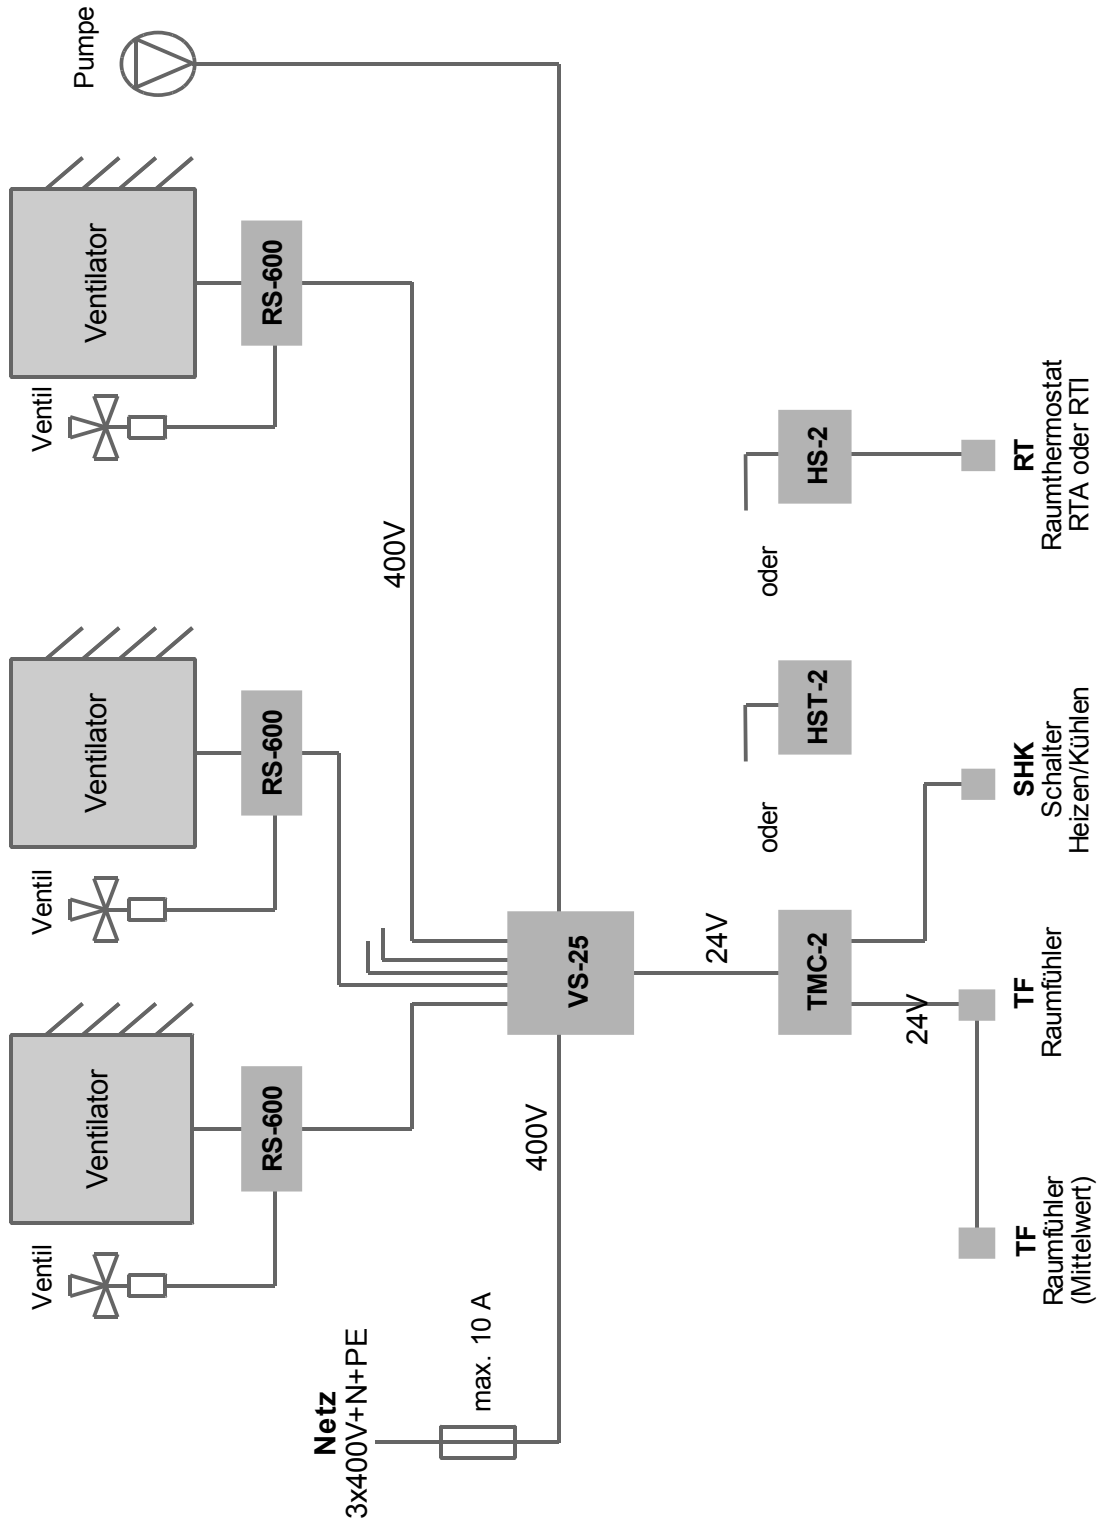 Netz
3x400V+N+PE
max. 10 A
Ventil
Ventilator
RS-600
Ventil
Ventilator
RS-600
Ventil
Ventilator
RS-600
Pumpe
400V
400V
VS-25
24V
TMC-2
oder
HST-2
oder
HS-2
24V
TF
Raumfühler
(Mittelwert)
TF
Raumfühler
SHK
Schalter
Heizen/Kühlen
RT
Raumthermostat
RTA oder RTI